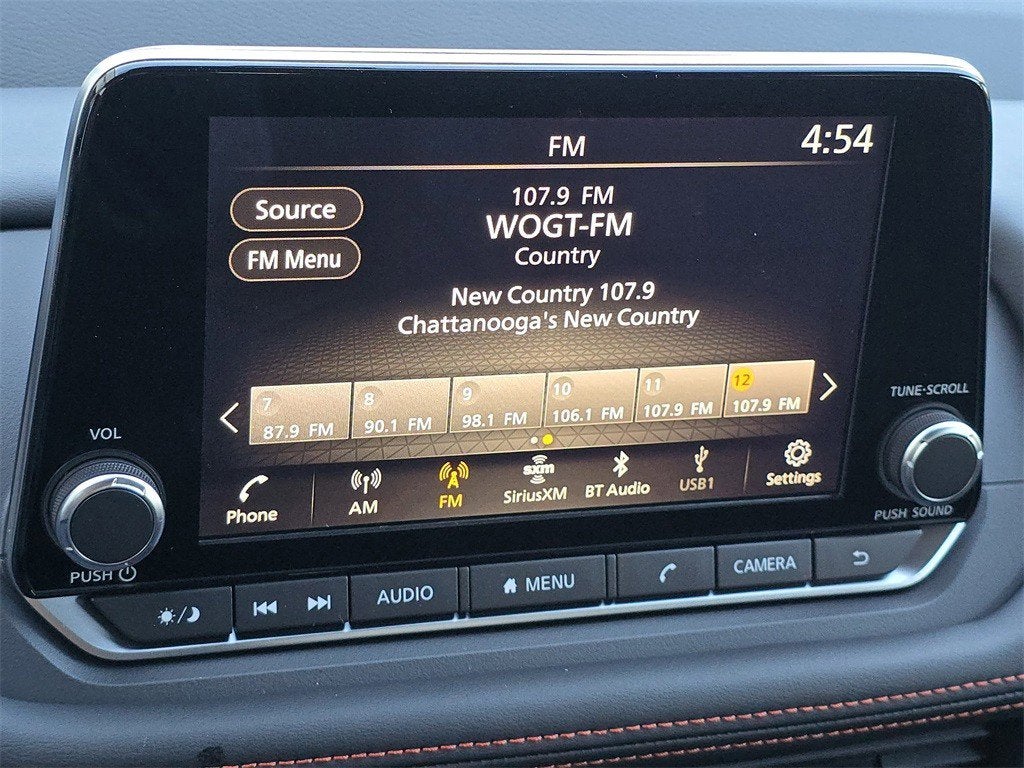 FM
4:54
Source
FM Menu
107.9 FM
WOGT-FM
Country
New Country 107.9
Chattanooga's New Country
7
87.9 FM
8
90.1 FM
9
98.1 FM
10
106.1 FM
11
107.9 FM
12
107.9 FM
Phone
AM
FM
sxm
SiriusXM
BT Audio
USB1
Settings
VOL
PUSH
TUNE·SCROLL
PUSH SOUND
AUDIO
MENU
CAMERA